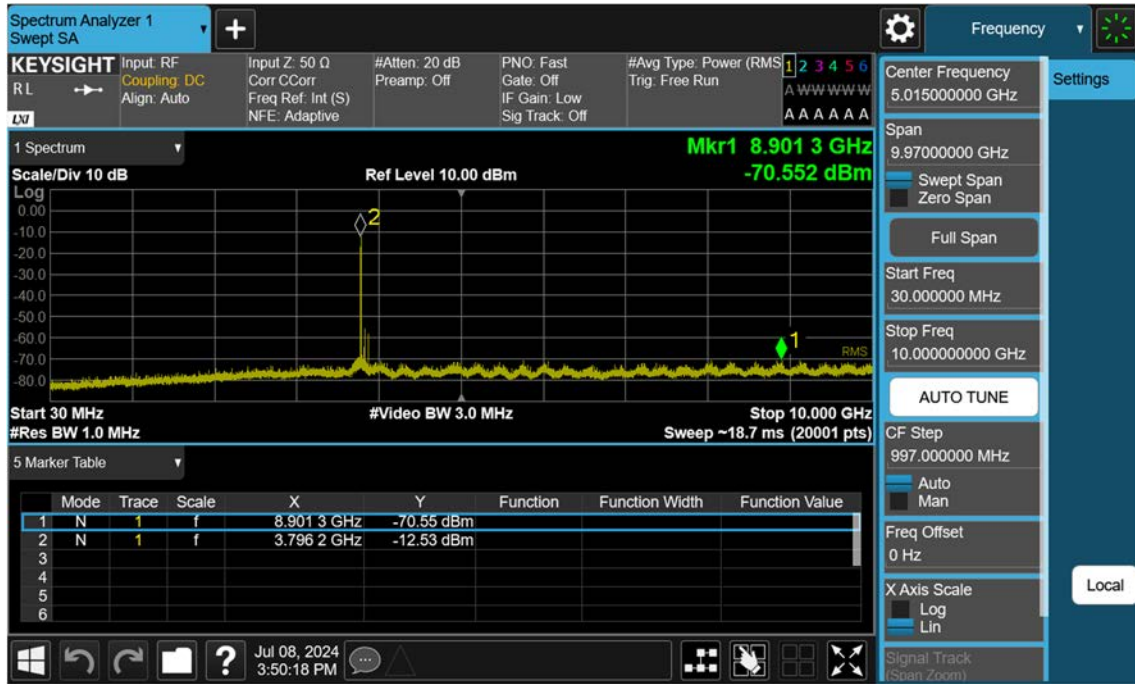 Spectrum Analyzer 1
Swept SA
Frequency
KEYSIGHT
R L
LXI
Input: RF
Coupling: DC
Align: Auto
Input Z: 50 Ω
Corr CCorr
Freq Ref: Int (S)
NFE: Adaptive
#Atten: 20 dB
Preamp: Off
PNO: Fast
Gate: Off
IF Gain: Low
Sig Track: Off
#Avg Type: Power (RMS
Trig: Free Run
1 2 3 4 5 6
A W W W W W
A A A A A A
1 Spectrum
Scale/Div 10 dB
Ref Level 10.00 dBm
Mkr1 8.901 3 GHz
-70.552 dBm
Log
0.00
-10.0
-20.0
-30.0
-40.0
-50.0
-60.0
-70.0
-80.0
2
1
RMS
Start 30 MHz
#Video BW 3.0 MHz
Stop 10.000 GHz
#Res BW 1.0 MHz
Sweep ~18.7 ms (20001 pts)
5 Marker Table
Mode Trace Scale X Y Function Function Width Function Value
1 N 1 f 8.901 3 GHz -70.55 dBm
2 N 1 f 3.796 2 GHz -12.53 dBm
3
4
5
6
Jul 08, 2024
3:50:18 PM
Center Frequency
5.015000000 GHz
Span
9.97000000 GHz
Swept Span
Zero Span
Full Span
Start Freq
30.000000 MHz
Stop Freq
10.000000000 GHz
AUTO TUNE
CF Step
997.000000 MHz
Auto
Man
Freq Offset
0 Hz
X Axis Scale
Log
Lin
Signal Track
(Span Zoom)
Settings
Local